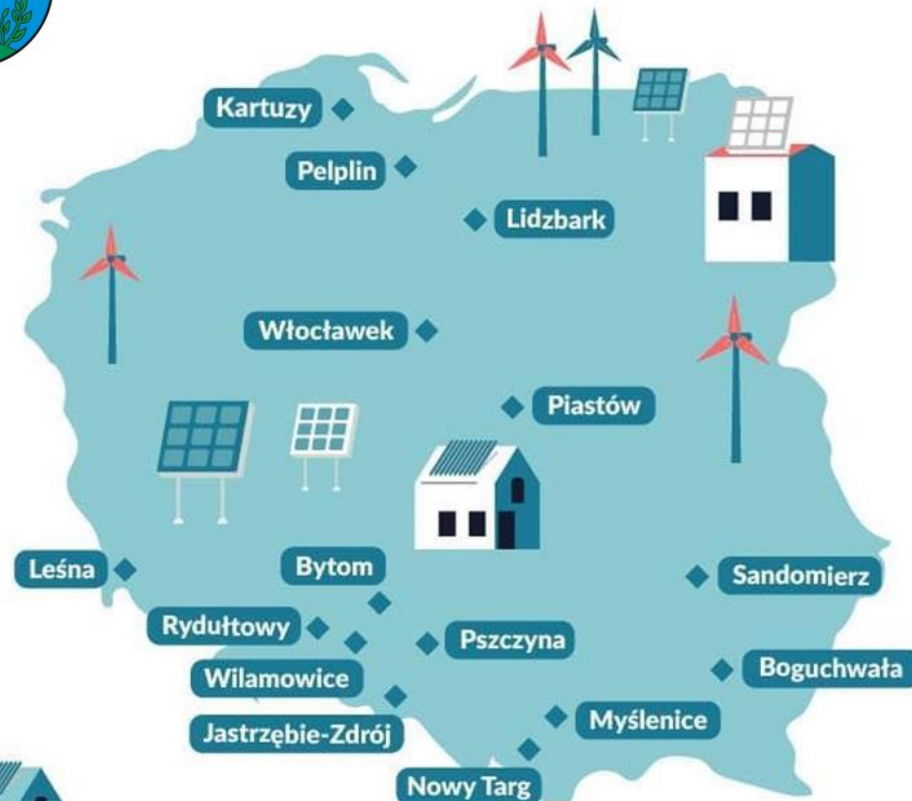 Kartuzy
Pelplin
Lidzbark
Włocławek
Piastów
Leśna
Bytom
Sandomierz
Rydułtowy
Pszczyna
Boguchwała
Wilamowice
Myślenice
Jastrzębie-Zdrój
Nowy Targ